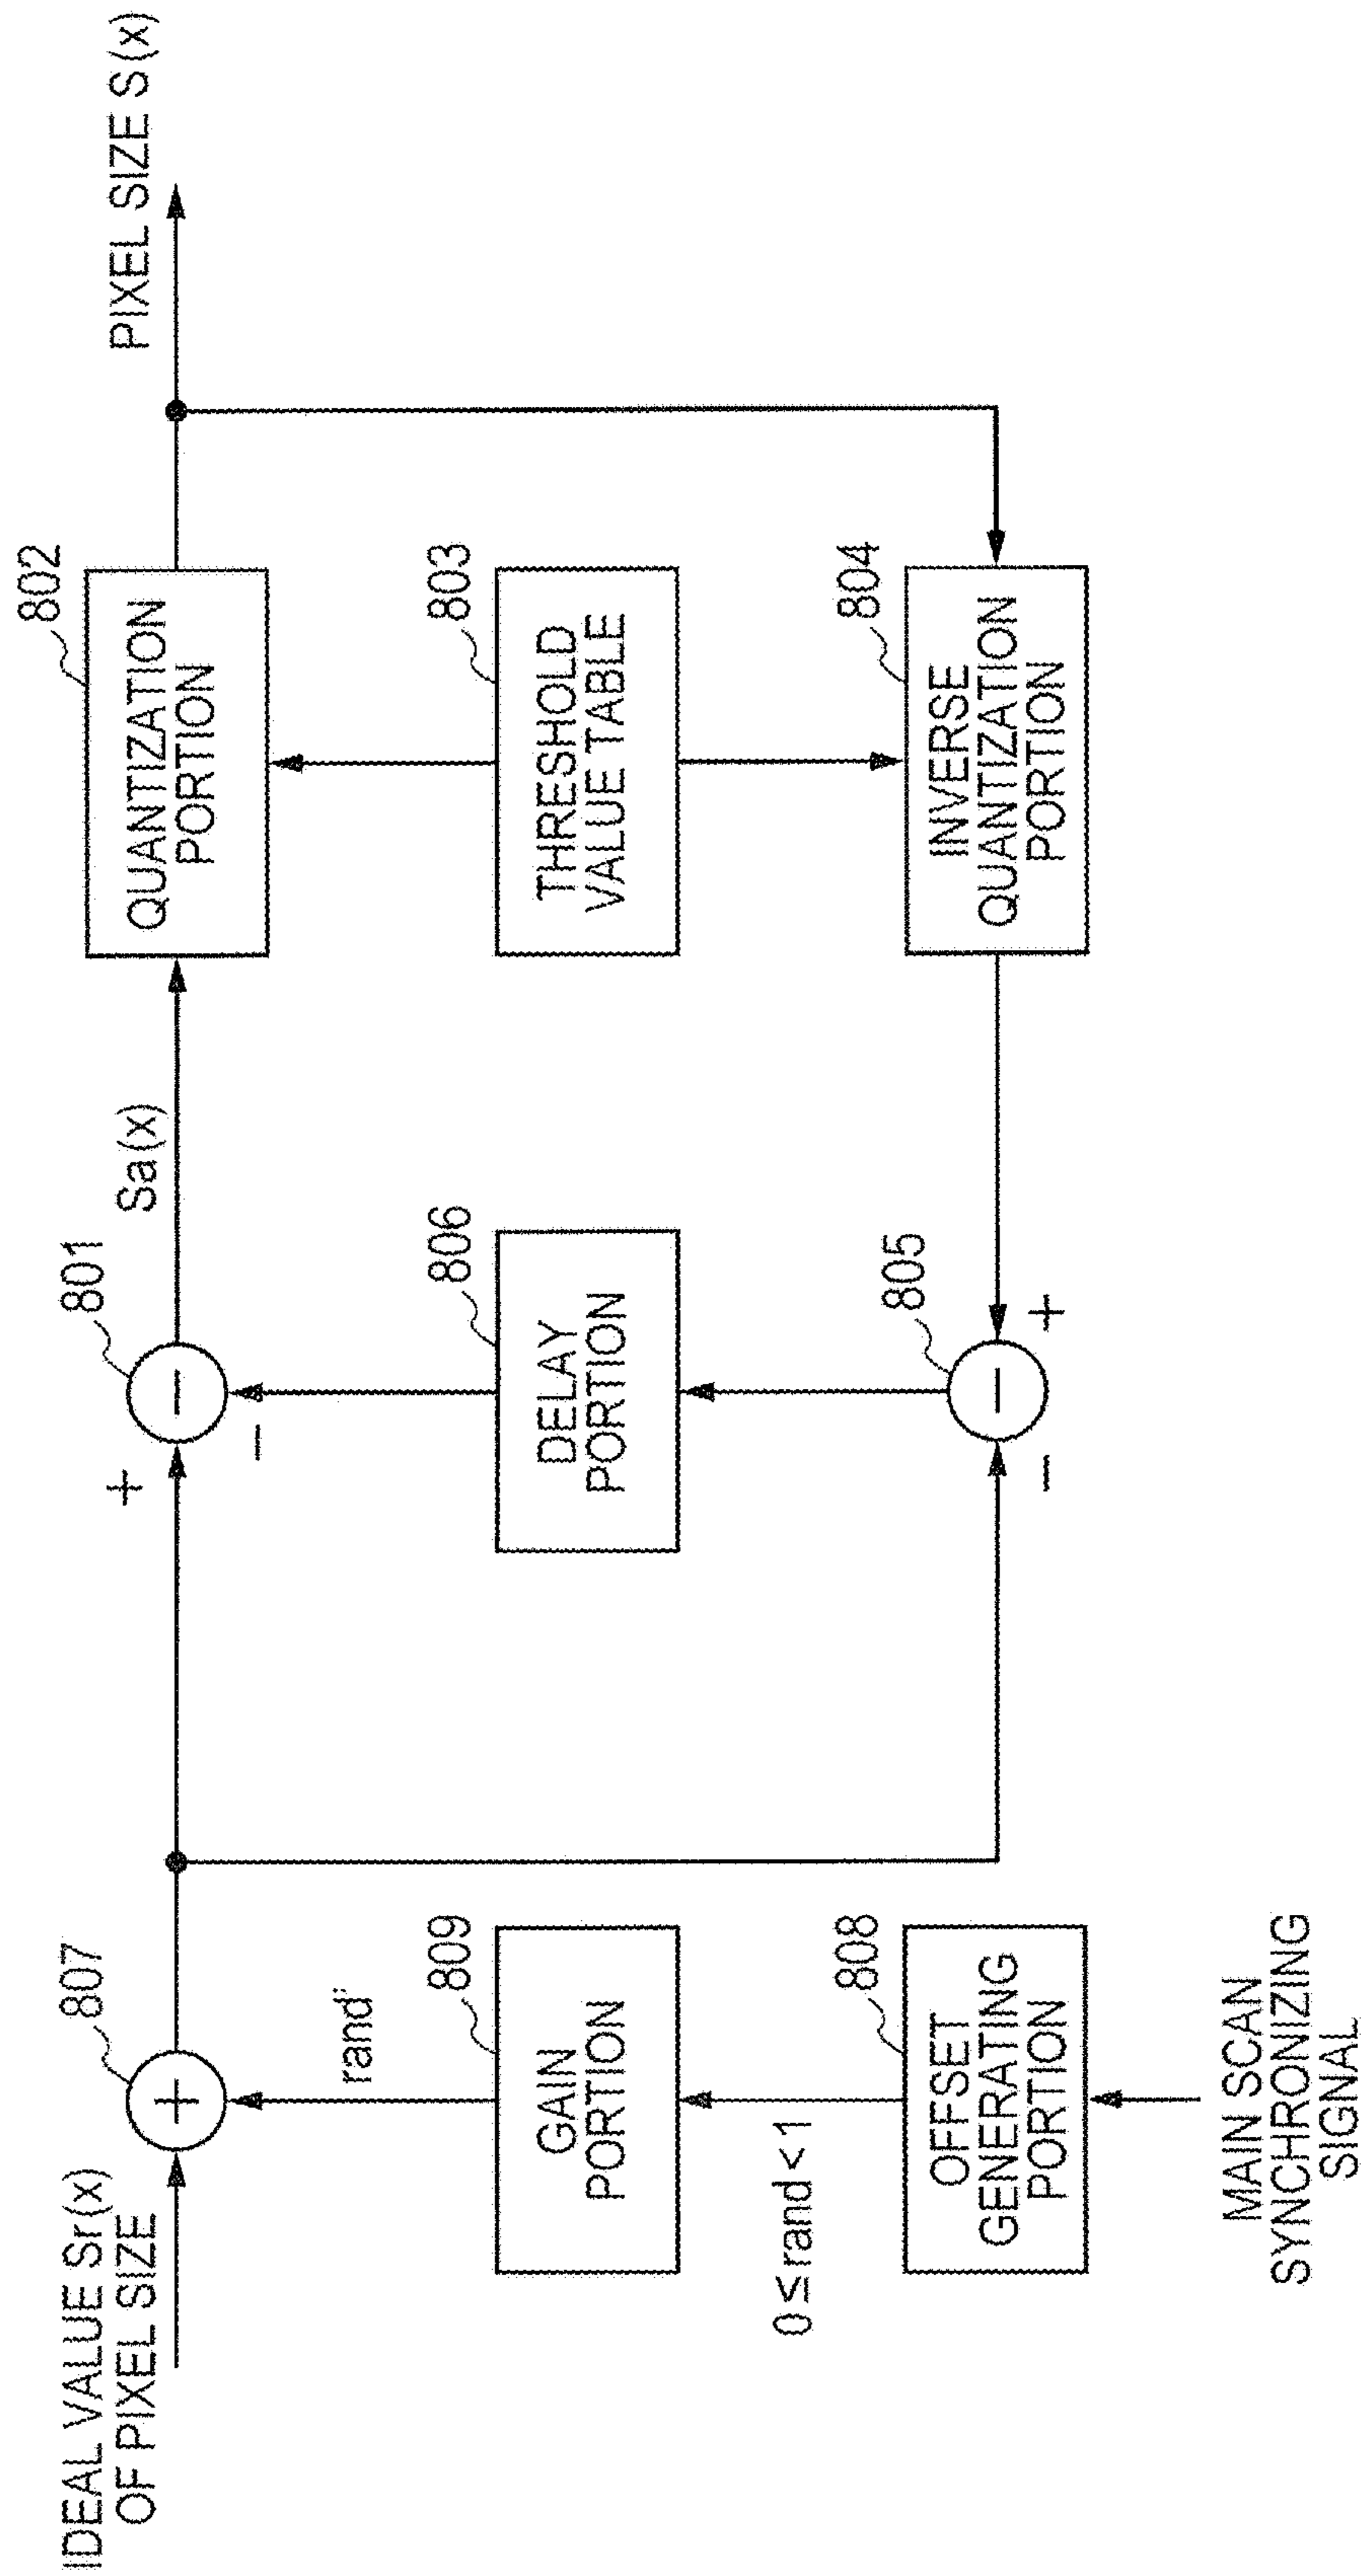 IDEAL VALUE Sr(x)
OF PIXEL SIZE
807
+
809
GAIN
PORTION
rand'
0≤rand<1
808
OFFSET
GENERATING
PORTION
MAIN SCAN
SYNCHRONIZING
SIGNAL
801
+
−
−
Sa(x)
806
DELAY
PORTION
805
−
−
+
802
QUANTIZATION
PORTION
803
THRESHOLD
VALUE TABLE
804
INVERSE
QUANTIZATION
PORTION
PIXEL SIZE S(x)